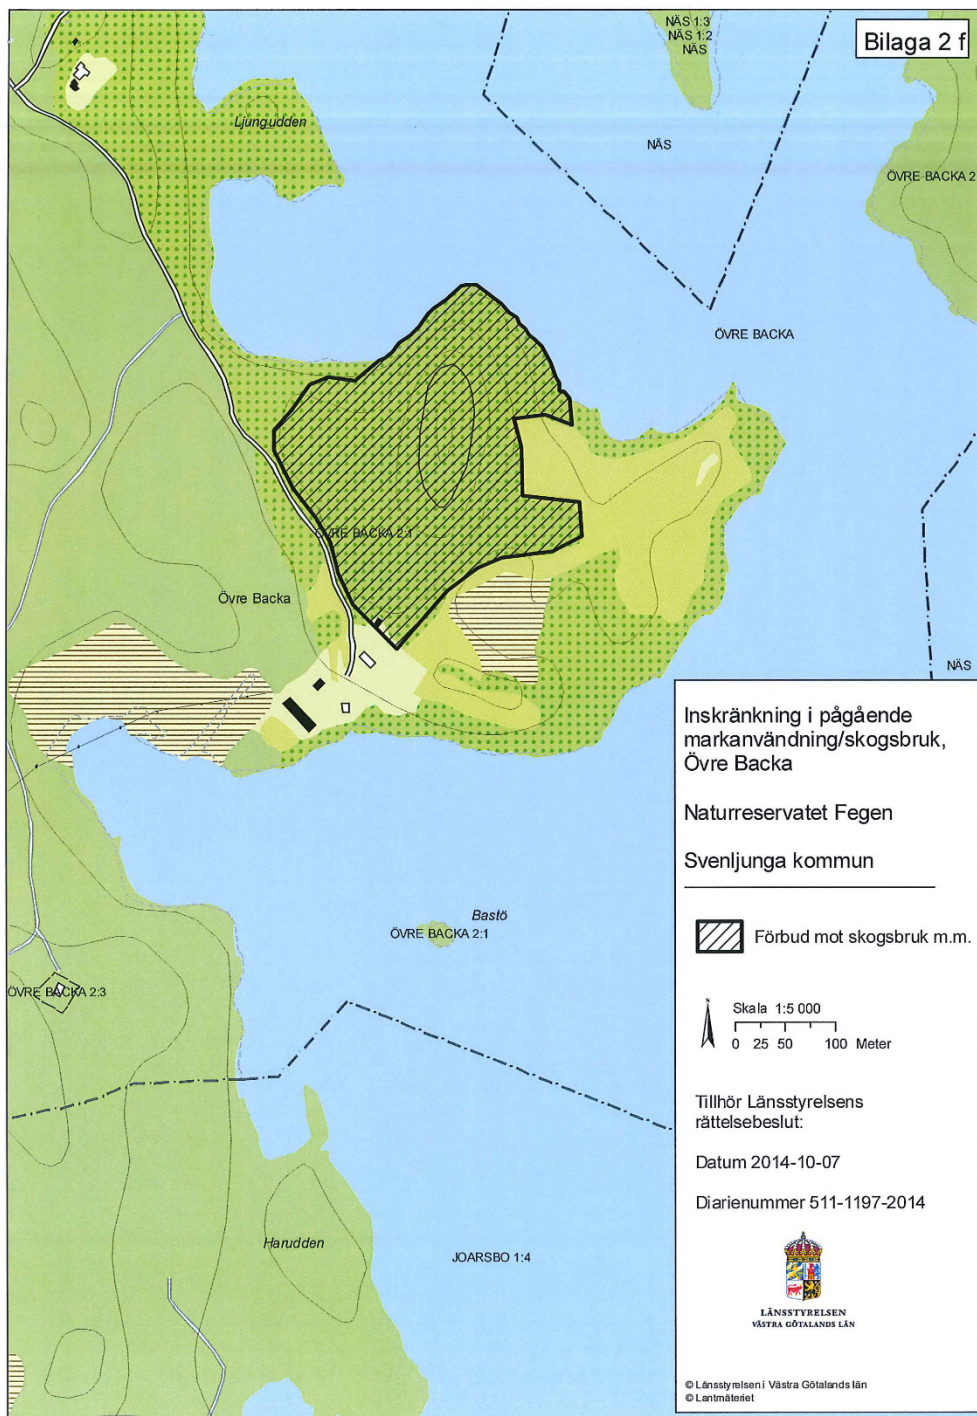 NÄS 1:3
NÄS 1:2
NÄS
Bilaga 2 f
Ljungudden
NÄS
ÖVRE BACKA 2
ÖVRE BACKA
ÖVRE BACKA 2:1
Övre Backa
NÄS
Inskränkning i pågående
markanvändning/skogsbruk,
Övre Backa
Naturreservatet Fegen
Svenljunga kommun
Bastö
ÖVRE BACKA 2:1
Förbud mot skogsbruk m.m.
ÖVRE BACKA 2:3
N
Skala 1:5 000
0 25 50 100 Meter
Tillhör Länsstyrelsens
rättelsebeslut:
Datum 2014-10-07
Diarienummer 511-1197-2014
Harudden
JOARSBO 1:4
LÄNSSTYRELSEN
VÄSTRA GÖTALANDS LÄN
© Länsstyrelsen i Västra Götalands län
© Lantmäteriet